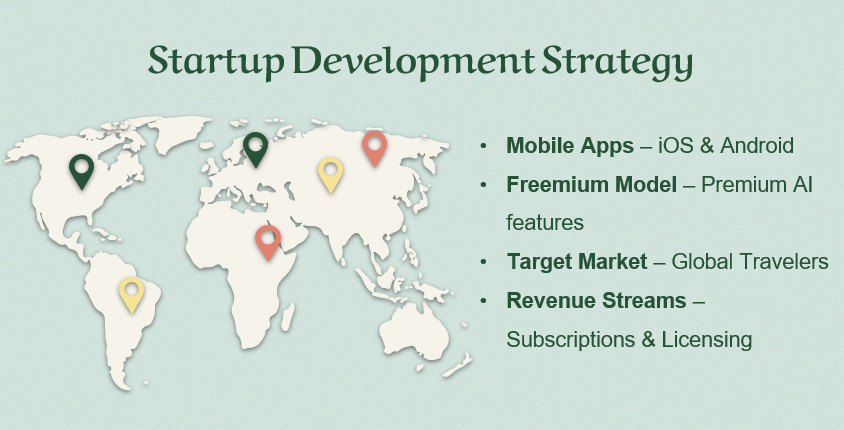 Startup Development Strategy
• Mobile Apps – iOS & Android
• Freemium Model – Premium AI
features
• Target Market – Global Travelers
• Revenue Streams –
Subscriptions & Licensing